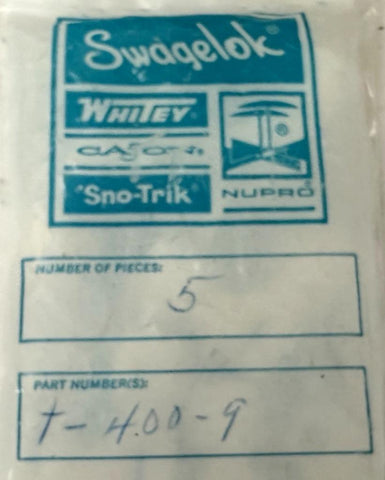 Swagelok®
WHITEY®
CAJON®
"Sno-Trik"
®
NUPRO®
NUMBER OF PIECES:
5
PART NUMBER(S):
T-400-9